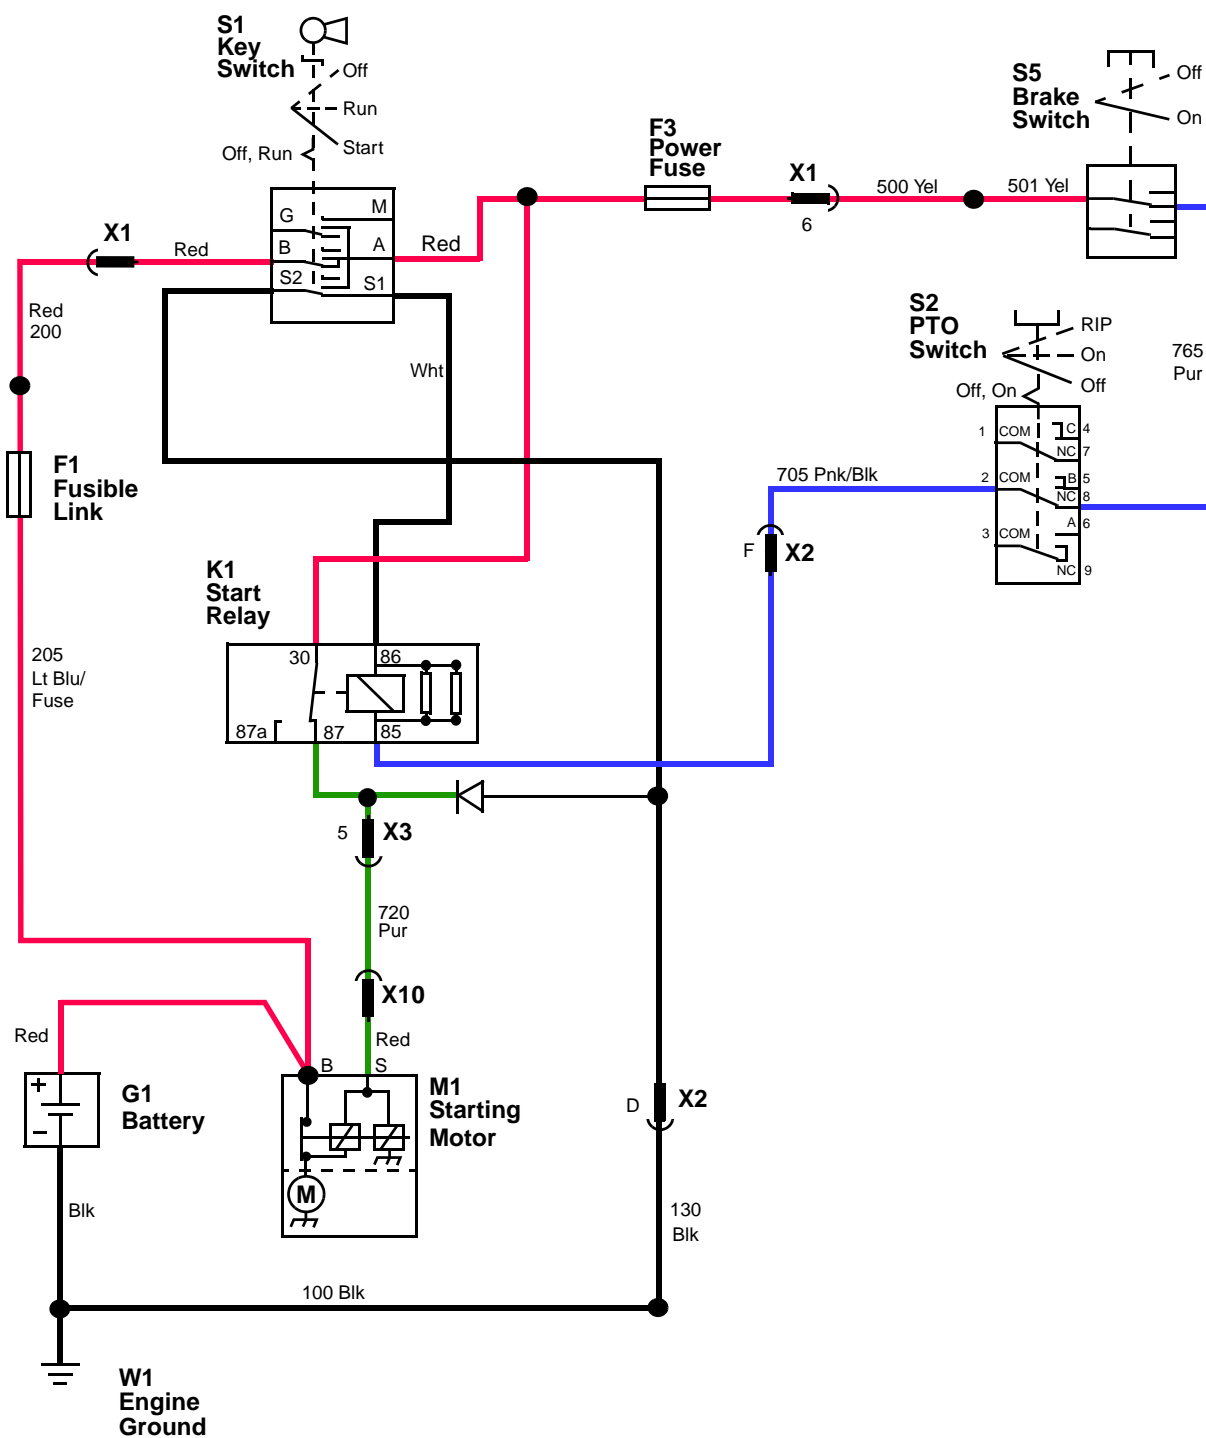 S1
Key
Switch
Off
Run
Start
Off, Run
G
M
B
A
S2
S1
X1
Red
Red
F3
Power
Fuse
X1
6
500 Yel
501 Yel
S5
Brake
Switch
Off
On
Red
200
Wht
S2
PTO
Switch
RIP
On
Off
Off, On
765
Pur
1
COM
C
4
NC
7
2
COM
B
5
NC
8
3
COM
A
6
NC
9
F1
Fusible
Link
705 Pnk/Blk
F
X2
K1
Start
Relay
30
86
87a
87
85
205
Lt Blu/
Fuse
5
X3
720
Pur
X10
Red
Red
B
S
G1
Battery
+
−
M1
Starting
Motor
M
D
X2
Blk
130
Blk
100 Blk
W1
Engine
Ground